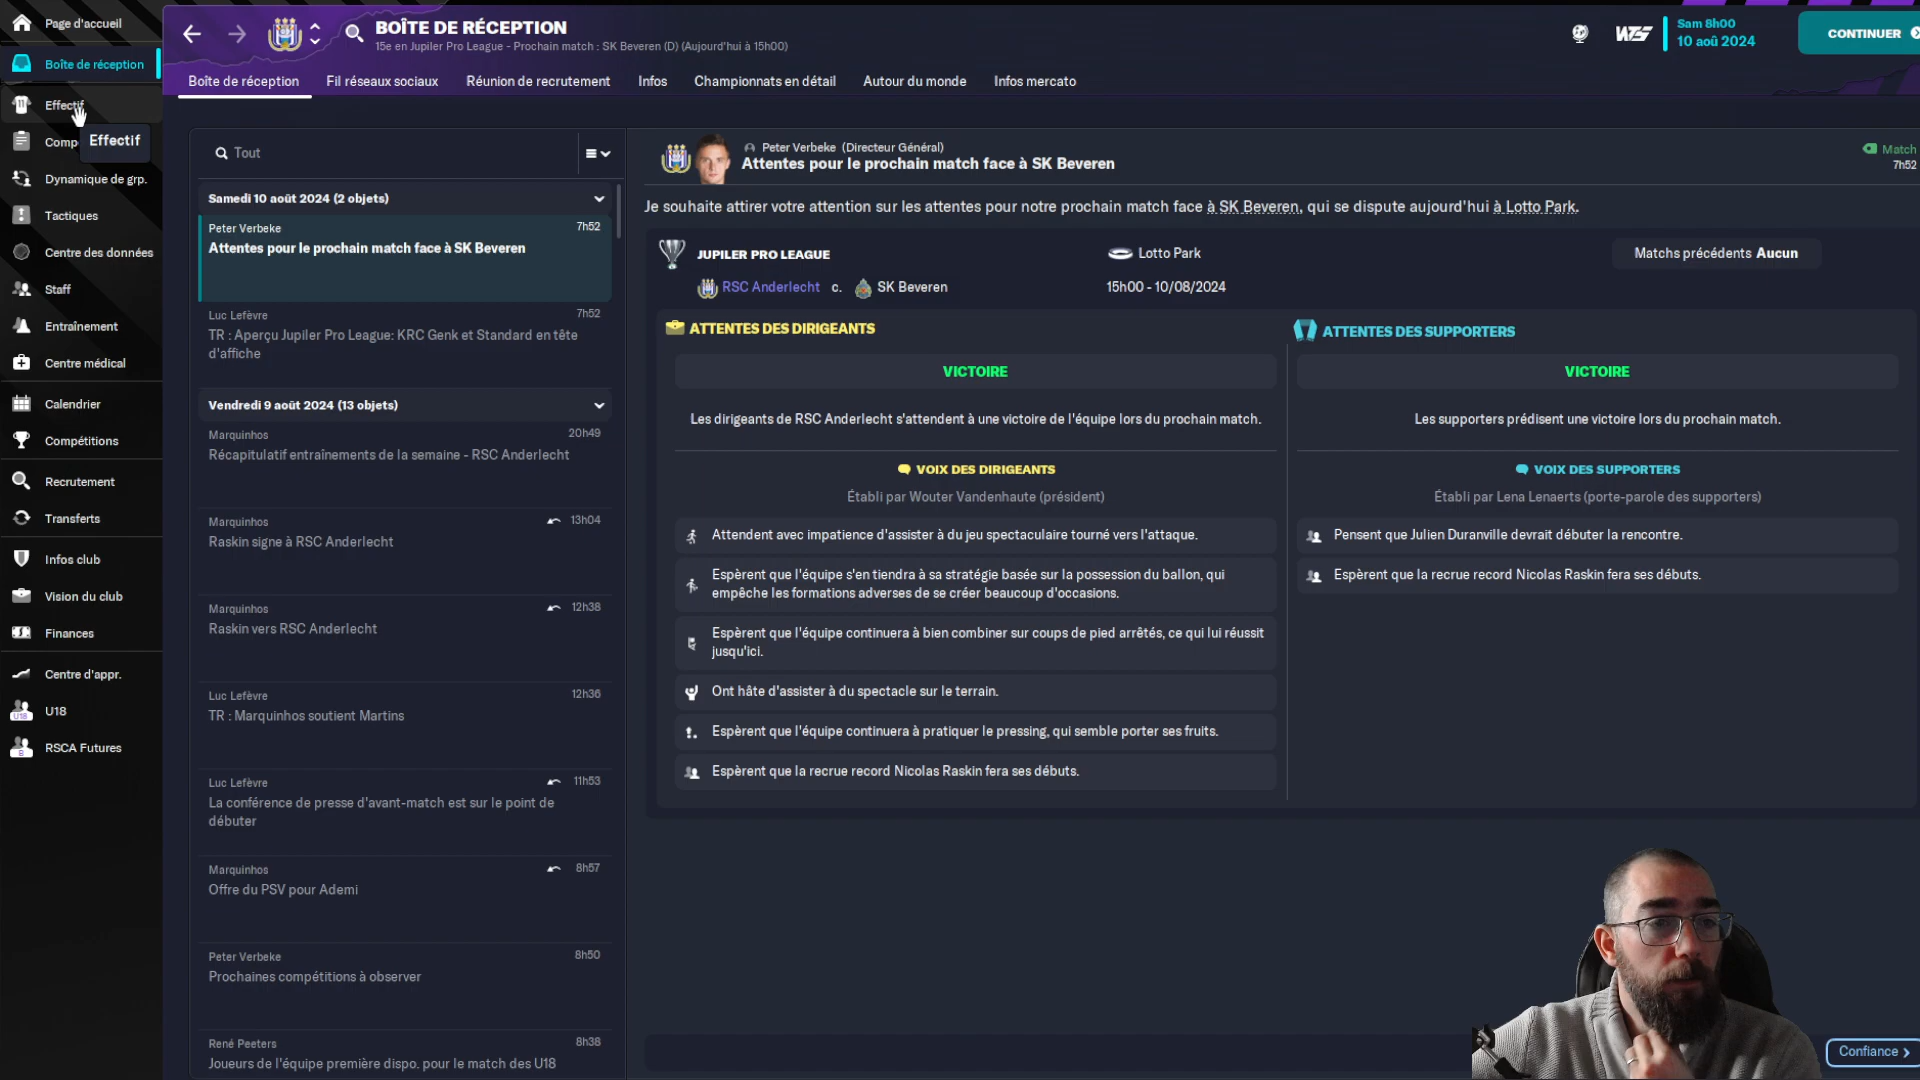 Page d'accueil
Boîte de réception
Effectif
Comp
Effectif
Dynamique de grp.
Tactiques
Centre des données
Staff
Entraînement
Centre médical
Calendrier
Compétitions
Recrutement
Transferts
Infos club
Vision du club
Finances
Centre d'appr.
U18
U18
RSCA Futures
BOÎTE DE RÉCEPTION
15e en Jupiler Pro League - Prochain match : SK Beveren (D) (Aujourd'hui à 15h00)
Sam 8h00
10 aoû 2024
CONTINUER
Boîte de réception
Fil réseaux sociaux
Réunion de recrutement
Infos
Championnats en détail
Autour du monde
Infos mercato
Tout
Samedi 10 août 2024 (2 objets)
Peter Verbeke 7h52
Attentes pour le prochain match face à SK Beveren
Luc Lefèvre 7h52
TR : Aperçu Jupiler Pro League: KRC Genk et Standard en tête
d'affiche
Vendredi 9 août 2024 (13 objets)
Marquinhos 20h49
Récapitulatif entraînements de la semaine - RSC Anderlecht
Marquinhos 13h04
Raskin signe à RSC Anderlecht
Marquinhos 12h38
Raskin vers RSC Anderlecht
Luc Lefèvre 12h36
TR : Marquinhos soutient Martins
Luc Lefèvre 11h53
La conférence de presse d'avant-match est sur le point de
débuter
Marquinhos 8h57
Offre du PSV pour Ademi
Peter Verbeke 8h50
Prochaines compétitions à observer
René Peeters 8h38
Joueurs de l'équipe première dispo. pour le match des U18
Peter Verbeke (Directeur Général)
Attentes pour le prochain match face à SK Beveren
Match
7h52
Je souhaite attirer votre attention sur les attentes pour notre prochain match face à SK Beveren, qui se dispute aujourd'hui à Lotto Park.
JUPILER PRO LEAGUE
Lotto Park
Matchs précédents Aucun
RSC Anderlecht c. SK Beveren
15h00 - 10/08/2024
ATTENTES DES DIRIGEANTS
VICTOIRE
Les dirigeants de RSC Anderlecht s'attendent à une victoire de l'équipe lors du prochain match.
VOIX DES DIRIGEANTS
Établi par Wouter Vandenhaute (président)
Attendent avec impatience d'assister à du jeu spectaculaire tourné vers l'attaque.
Espèrent que l'équipe s'en tiendra à sa stratégie basée sur la possession du ballon, qui
empêche les formations adverses de se créer beaucoup d'occasions.
Espèrent que l'équipe continuera à bien combiner sur coups de pied arrêtés, ce qui lui réussit
jusqu'ici.
Ont hâte d'assister à du spectacle sur le terrain.
Espèrent que l'équipe continuera à pratiquer le pressing, qui semble porter ses fruits.
Espèrent que la recrue record Nicolas Raskin fera ses débuts.
ATTENTES DES SUPPORTERS
VICTOIRE
Les supporters prédisent une victoire lors du prochain match.
VOIX DES SUPPORTERS
Établi par Lena Lenaerts (porte-parole des supporters)
Pensent que Julien Duranville devrait débuter la rencontre.
Espèrent que la recrue record Nicolas Raskin fera ses débuts.
Confiance